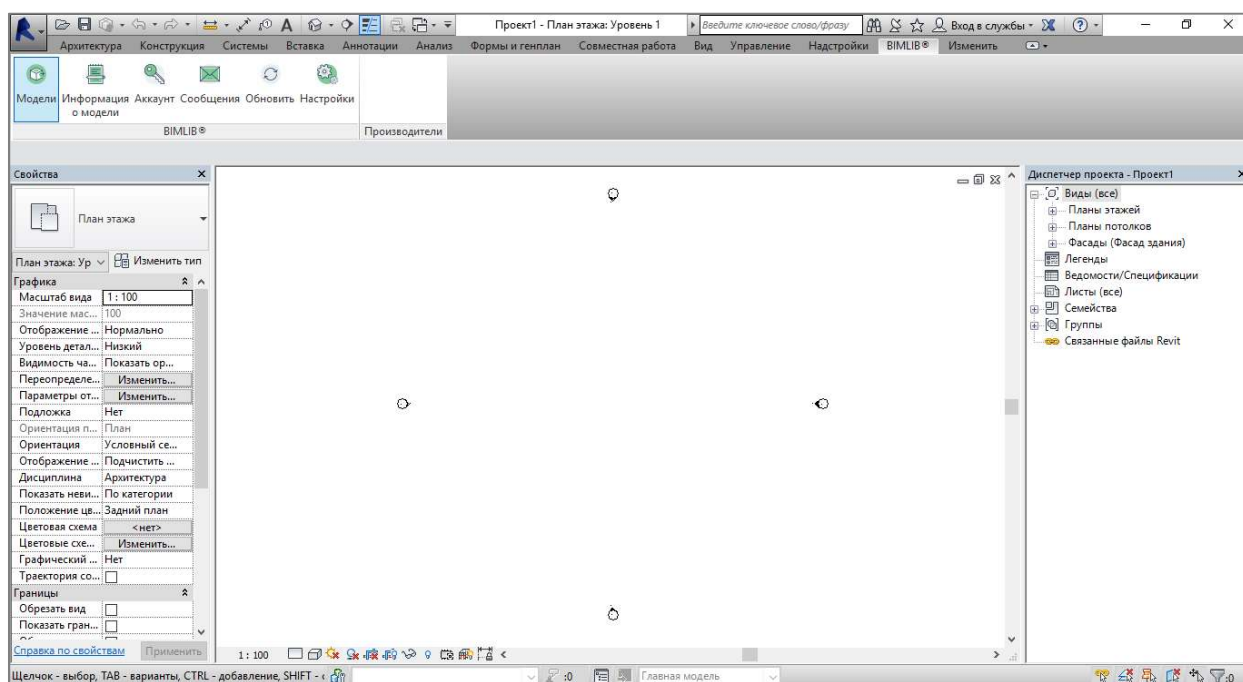 Проект1 - План этажа: Уровень 1
Введите ключевое слово/фразу
Вход в службы
Архитектура Конструкция Системы Вставка Аннотации Анализ Формы и генплан Совместная работа Вид Управление Надстройки BIMLIB® Изменить
Модели Информация о модели Аккаунт Сообщения Обновить Настройки
BIMLIB® Производители
Свойства
План этажа
План этажа: Ур Изменить тип
Графика
Масштаб вида 1 : 100
Значение мас... 100
Отображение ... Нормально
Уровень детал... Низкий
Видимость ча... Показать ор...
Переопределе... Изменить...
Параметры от... Изменить...
Подложка Нет
Ориентация п... План
Ориентация Условный се...
Отображение ... Подчистить ...
Дисциплина Архитектура
Показать неви... По категории
Положение цв... Задний план
Цветовая схема <нет>
Цветовые схе... Изменить...
Графический ... Нет
Траектория со...
Границы
Обрезать вид
Показать гран...
Справка по свойствам Применить
Диспетчер проекта - Проект1
Виды (все)
Планы этажей
Планы потолков
Фасады (Фасад здания)
Легенды
Ведомости/Спецификации
Листы (все)
Семейства
Группы
Связанные файлы Revit
1 : 100
Щелчок - выбор, TAB - варианты, CTRL - добавление, SHIFT - :0 Главная модель :0